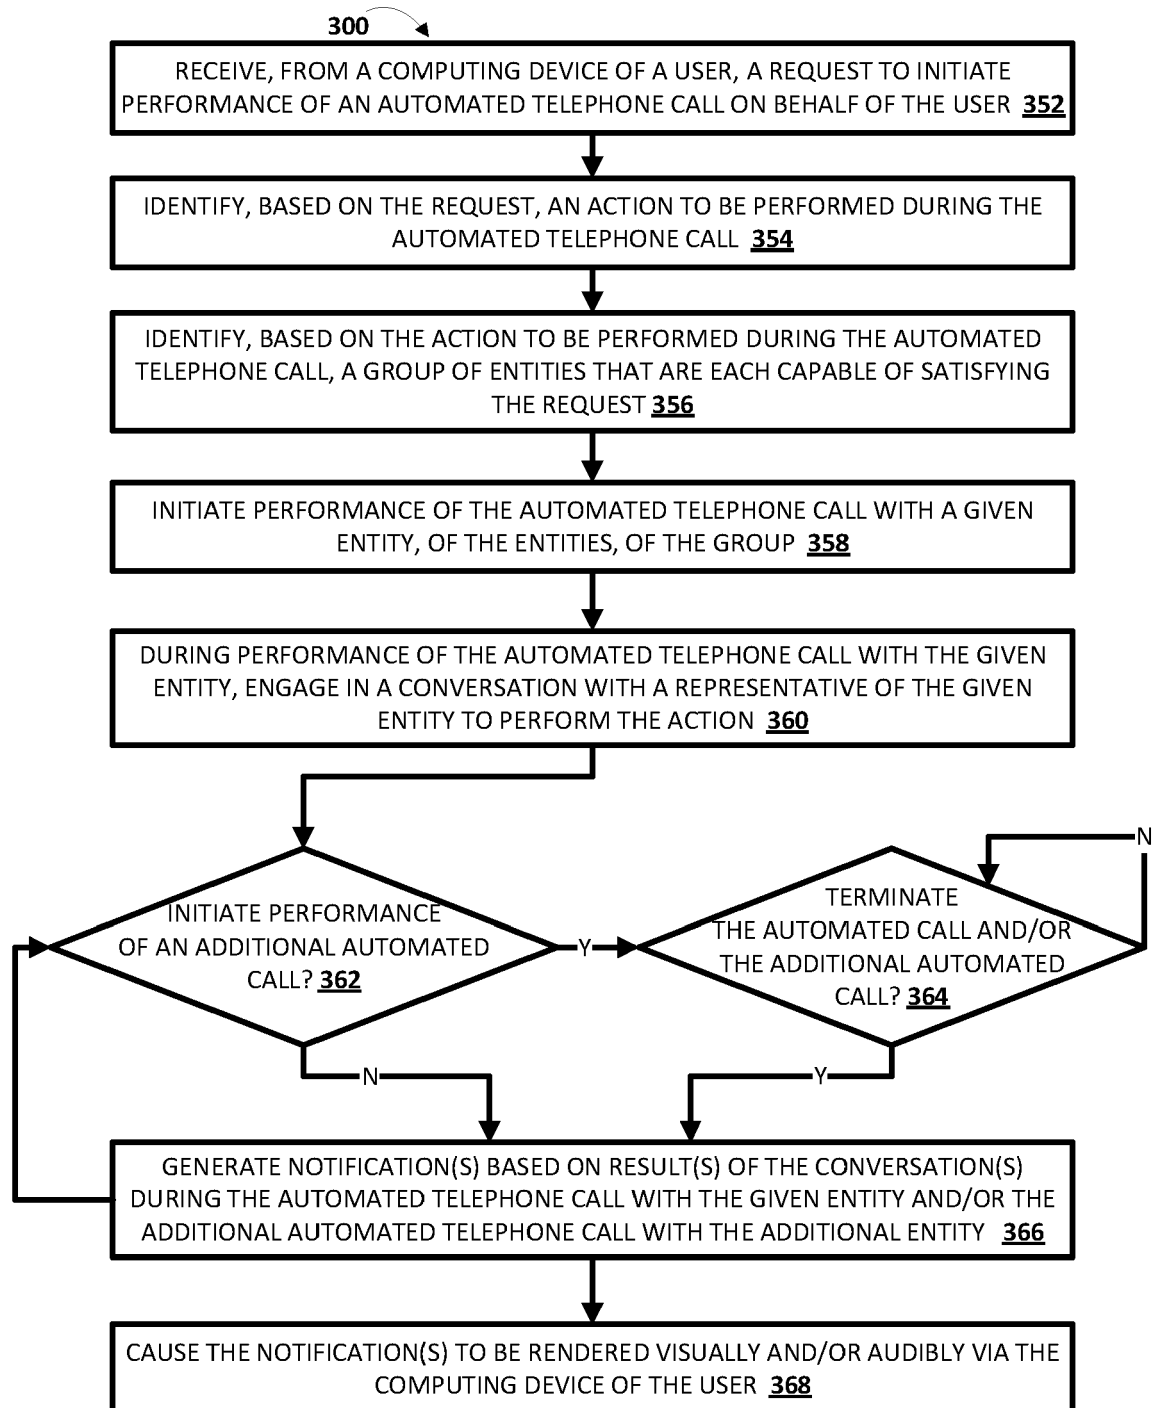 300
RECEIVE, FROM A COMPUTING DEVICE OF A USER, A REQUEST TO INITIATE
PERFORMANCE OF AN AUTOMATED TELEPHONE CALL ON BEHALF OF THE USER 352
IDENTIFY, BASED ON THE REQUEST, AN ACTION TO BE PERFORMED DURING THE
AUTOMATED TELEPHONE CALL 354
IDENTIFY, BASED ON THE ACTION TO BE PERFORMED DURING THE AUTOMATED
TELEPHONE CALL, A GROUP OF ENTITIES THAT ARE EACH CAPABLE OF SATISFYING
THE REQUEST 356
INITIATE PERFORMANCE OF THE AUTOMATED TELEPHONE CALL WITH A GIVEN
ENTITY, OF THE ENTITIES, OF THE GROUP 358
DURING PERFORMANCE OF THE AUTOMATED TELEPHONE CALL WITH THE GIVEN
ENTITY, ENGAGE IN A CONVERSATION WITH A REPRESENTATIVE OF THE GIVEN
ENTITY TO PERFORM THE ACTION 360
INITIATE PERFORMANCE
OF AN ADDITIONAL AUTOMATED
CALL? 362
Y
N
TERMINATE
THE AUTOMATED CALL AND/OR
THE ADDITIONAL AUTOMATED
CALL? 364
N
Y
GENERATE NOTIFICATION(S) BASED ON RESULT(S) OF THE CONVERSATION(S)
DURING THE AUTOMATED TELEPHONE CALL WITH THE GIVEN ENTITY AND/OR THE
ADDITIONAL AUTOMATED TELEPHONE CALL WITH THE ADDITIONAL ENTITY 366
CAUSE THE NOTIFICATION(S) TO BE RENDERED VISUALLY AND/OR AUDIBLY VIA THE
COMPUTING DEVICE OF THE USER 368